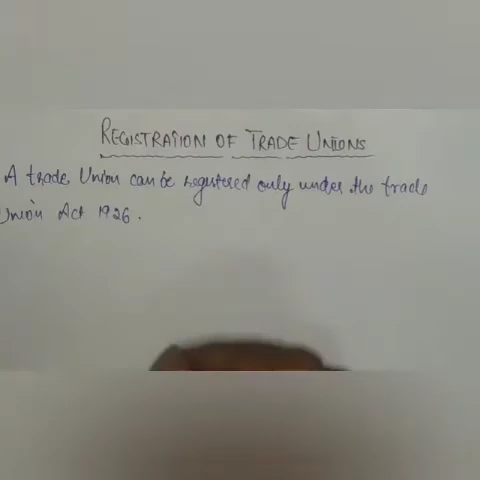 REGISTRATION OF TRADE UNIONS
A trade Union can be registered only under the trade
Union Act 1926.